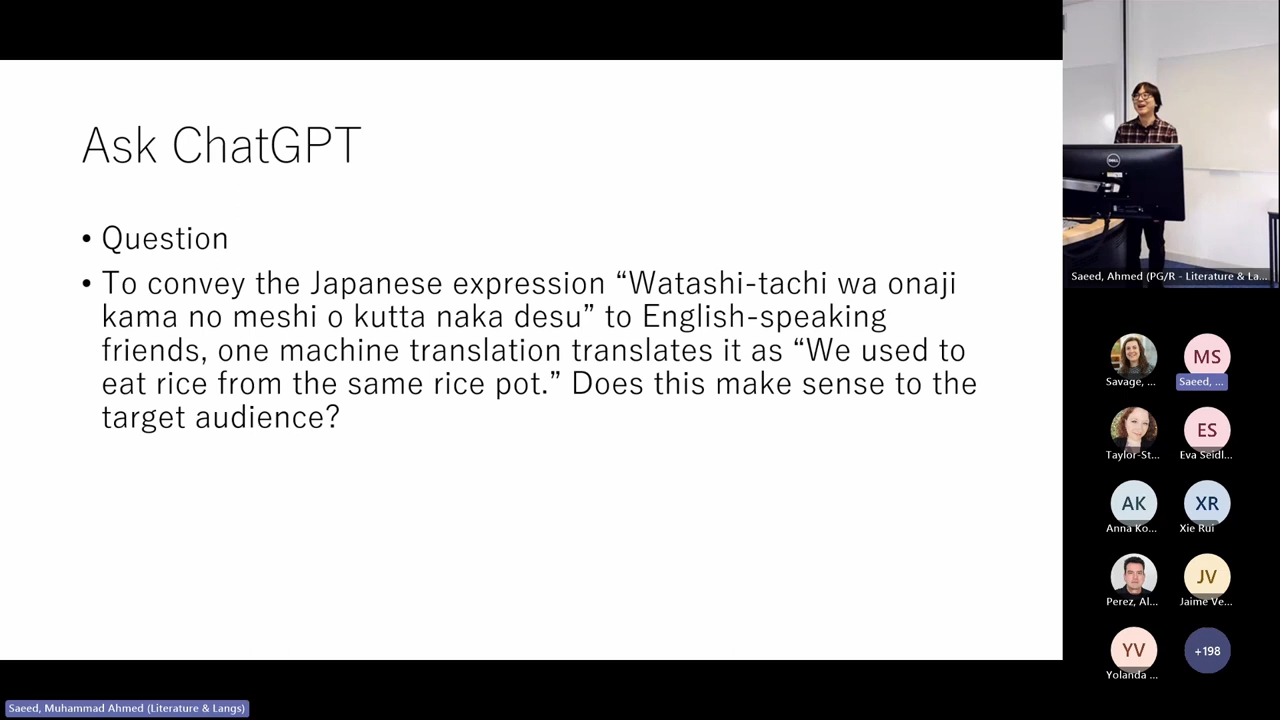 Ask ChatGPT
• Question
• To convey the Japanese expression “Watashi-tachi wa onaji
kama no meshi o kutta naka desu” to English-speaking
friends, one machine translation translates it as “We used to
eat rice from the same rice pot.” Does this make sense to the
target audience?
DELL
Saeed, Ahmed (PG/R - Literature & La...
MS
Savage, ...
Saeed, ...
ES
Taylor-St...
Eva Seidl...
AK
XR
Anna Ko...
Xie Rui
JV
Perez, Al...
Jaime Ve...
YV
+198
Yolanda ...
Saeed, Muhammad Ahmed (Literature & Langs)